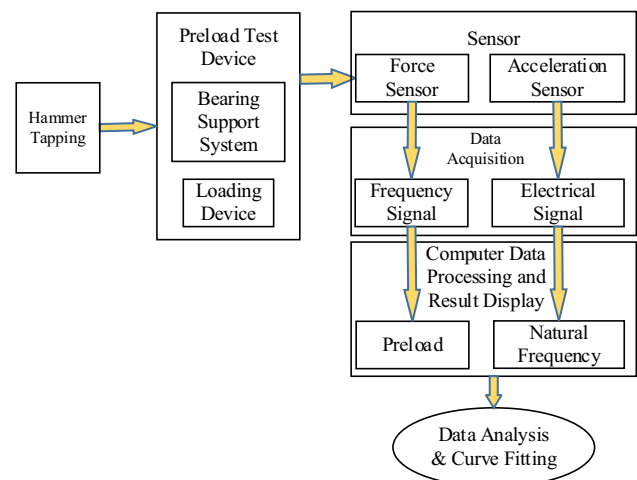 Hammer
Tapping
Preload Test
Device
Bearing
Support
System
Loading
Device
Sensor
Force
Sensor
Acceleration
Sensor
Data
Acquisition
Frequency
Signal
Electrical
Signal
Computer Data
Processing and
Result Display
Preload
Natural
Frequency
Data Analysis
& Curve Fitting